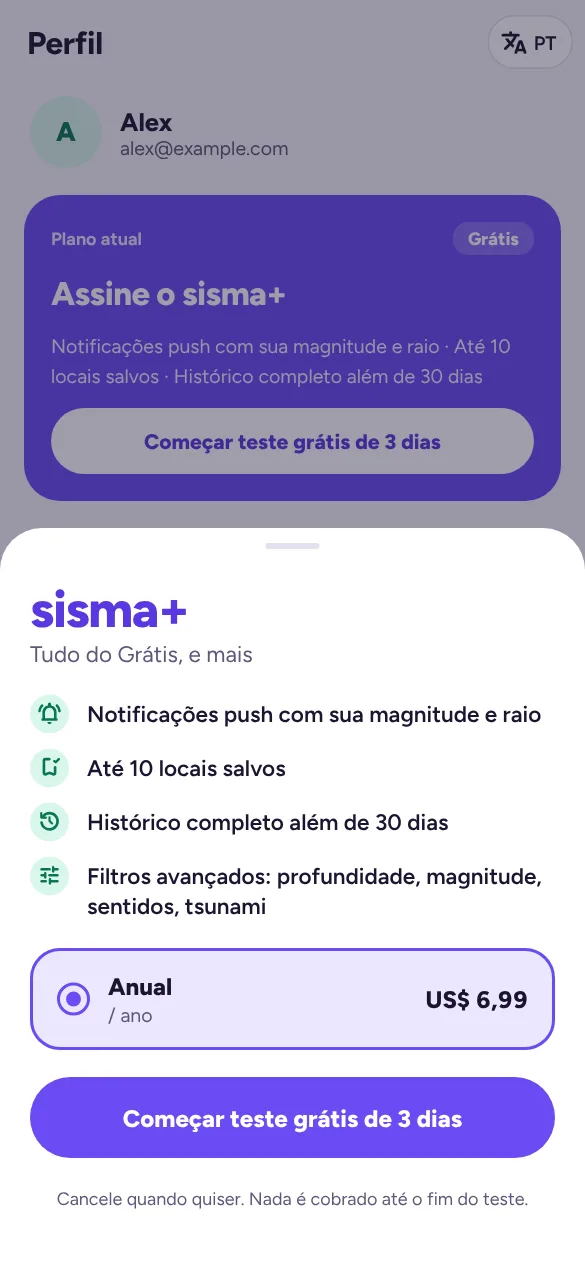 Perfil
PT
A
Alex
alex@example.com
Plano atual
Grátis
Assine o sisma+
Notificações push com sua magnitude e raio · Até 10
locais salvos · Histórico completo além de 30 dias
Começar teste grátis de 3 dias
sisma+
Tudo do Grátis, e mais
Notificações push com sua magnitude e raio
Até 10 locais salvos
Histórico completo além de 30 dias
Filtros avançados: profundidade, magnitude,
sentidos, tsunami
Anual
/ ano
US$ 6,99
Começar teste grátis de 3 dias
Cancele quando quiser. Nada é cobrado até o fim do teste.